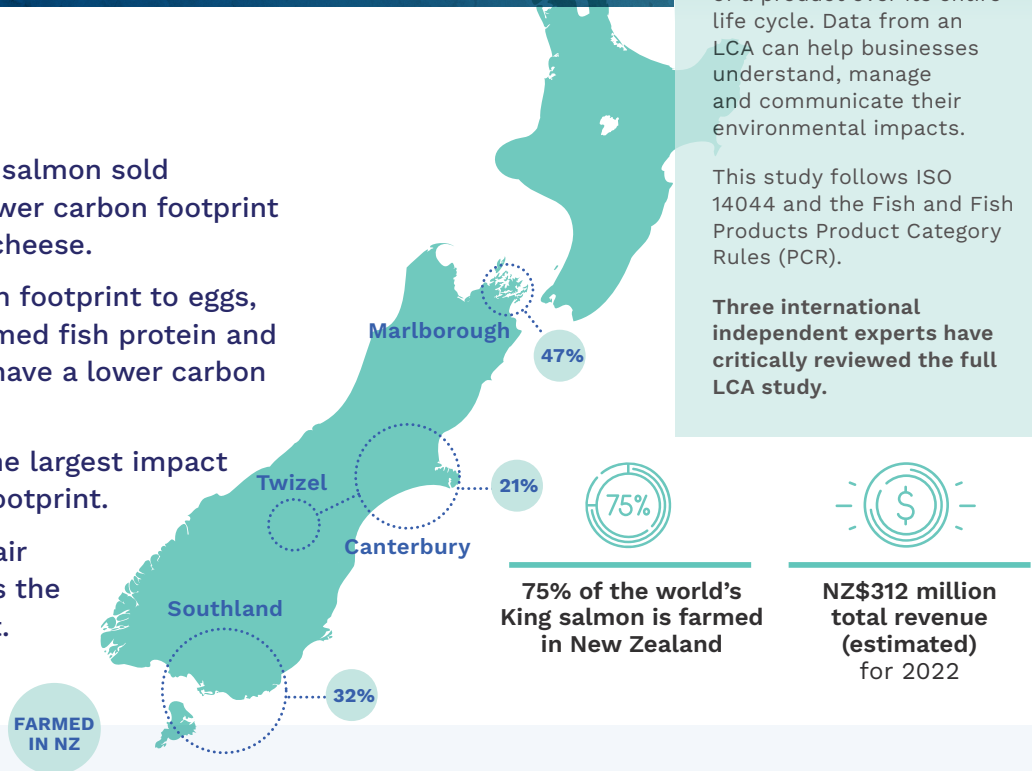 life cycle. Data from an
LCA can help businesses
understand, manage
and communicate their
environmental impacts.
This study follows ISO
14044 and the Fish and Fish
Products Product Category
Rules (PCR).
Three international
independent experts have
critically reviewed the full
LCA study.
salmon sold
wer carbon footprint
cheese.
n footprint to eggs,
med fish protein and
have a lower carbon
he largest impact
ootprint.
air
s the
Marlborough
47%
Twizel
21%
Canterbury
Southland
32%
FARMED
IN NZ
75%
75% of the world's
King salmon is farmed
in New Zealand
$
NZ$312 million
total revenue
(estimated)
for 2022